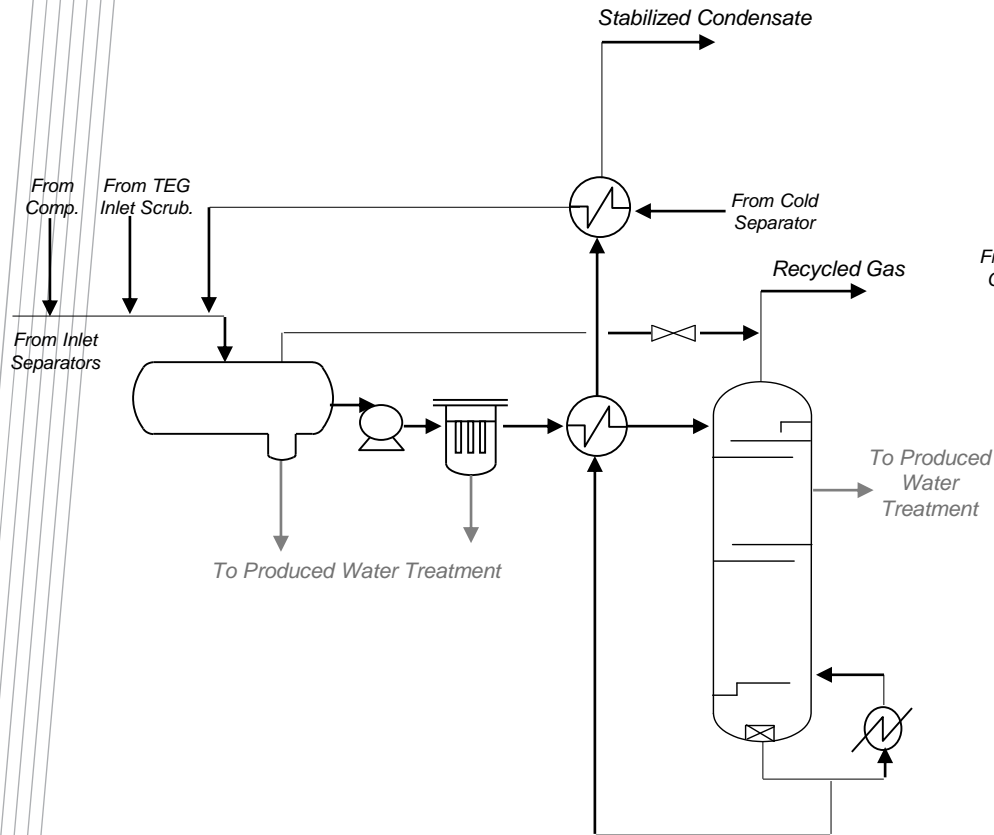 Stabilized Condensate
From
Comp.
From TEG
Inlet Scrub.
From Cold
Separator
Recycled Gas
From Inlet
Separators
To Produced
Water
Treatment
To Produced Water Treatment